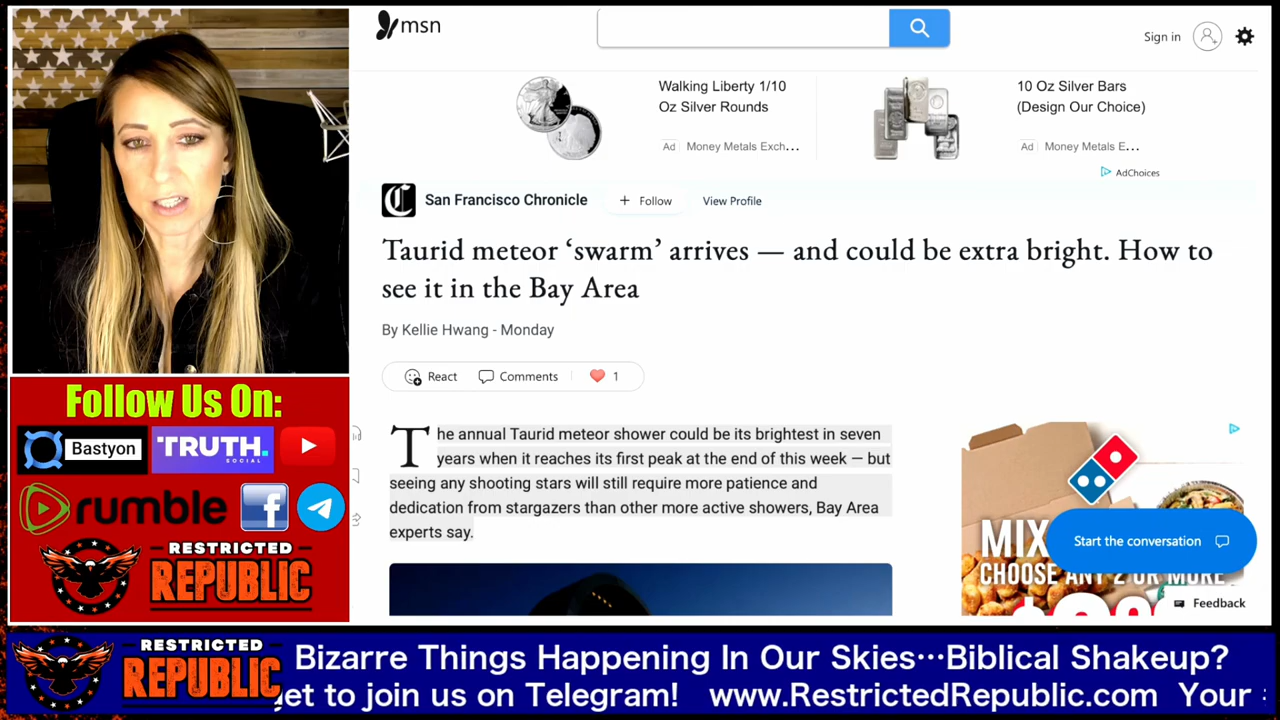 msn
Sign in
Walking Liberty 1/10
Oz Silver Rounds
Ad Money Metals Exch...
10 Oz Silver Bars
(Design Our Choice)
Ad Money Metals E...
AdChoices
San Francisco Chronicle
+ Follow
View Profile
Taurid meteor ‘swarm’ arrives — and could be extra bright. How to
see it in the Bay Area
By Kellie Hwang - Monday
React
Comments
1
The annual Taurid meteor shower could be its brightest in seven
years when it reaches its first peak at the end of this week — but
seeing any shooting stars will still require more patience and
dedication from stargazers than other more active showers, Bay Area
experts say.
MIX
CHOOSE ANY 2 OR MORE
Start the conversation
Feedback
Follow Us On:
Bastyon
TRUTH.
SOCIAL
rumble
RESTRICTED
REPUBLIC
RESTRICTED
REPUBLIC
Bizarre Things Happening In Our Skies…Biblical Shakeup?
get to join us on Telegram! www.RestrictedRepublic.com Your